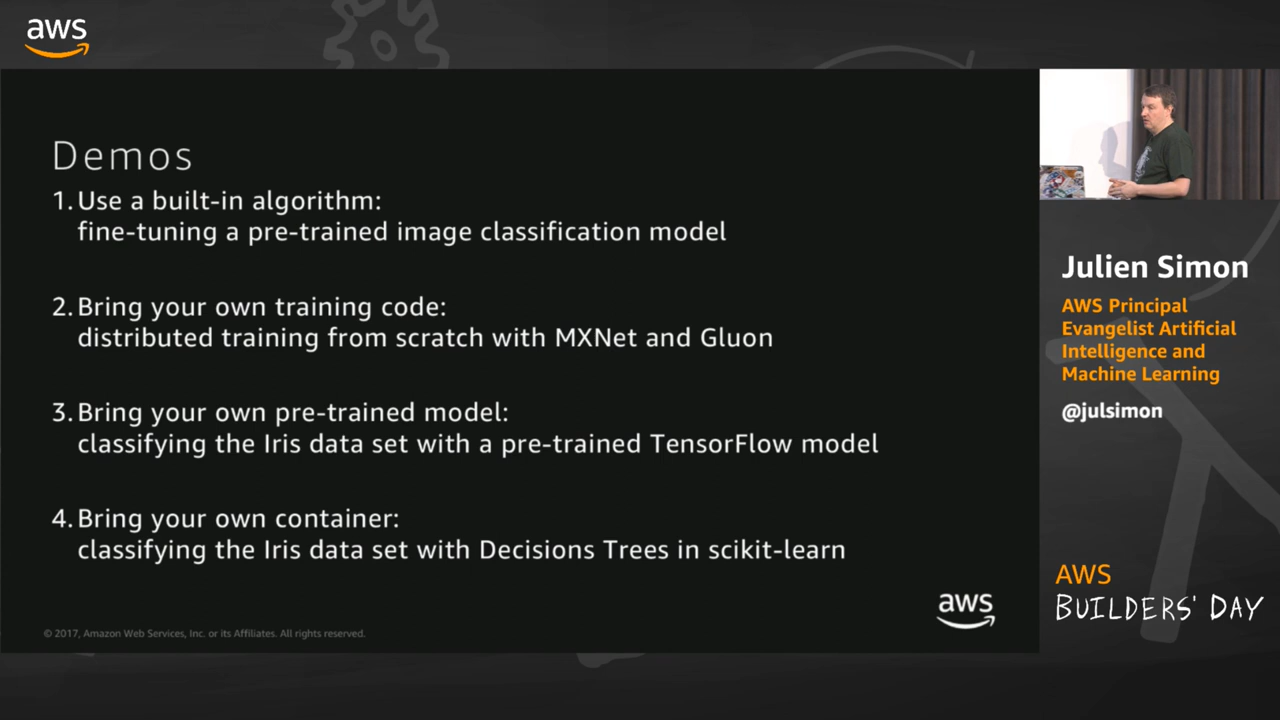 aws
Demos
1. Use a built-in algorithm:
fine-tuning a pre-trained image classification model
2. Bring your own training code:
distributed training from scratch with MXNet and Gluon
3. Bring your own pre-trained model:
classifying the Iris data set with a pre-trained TensorFlow model
4. Bring your own container:
classifying the Iris data set with Decisions Trees in scikit-learn
aws
© 2017, Amazon Web Services, Inc. or its Affiliates. All rights reserved.
Julien Simon
AWS Principal
Evangelist Artificial
Intelligence and
Machine Learning
@julsimon
AWS
BUILDERS' DAY